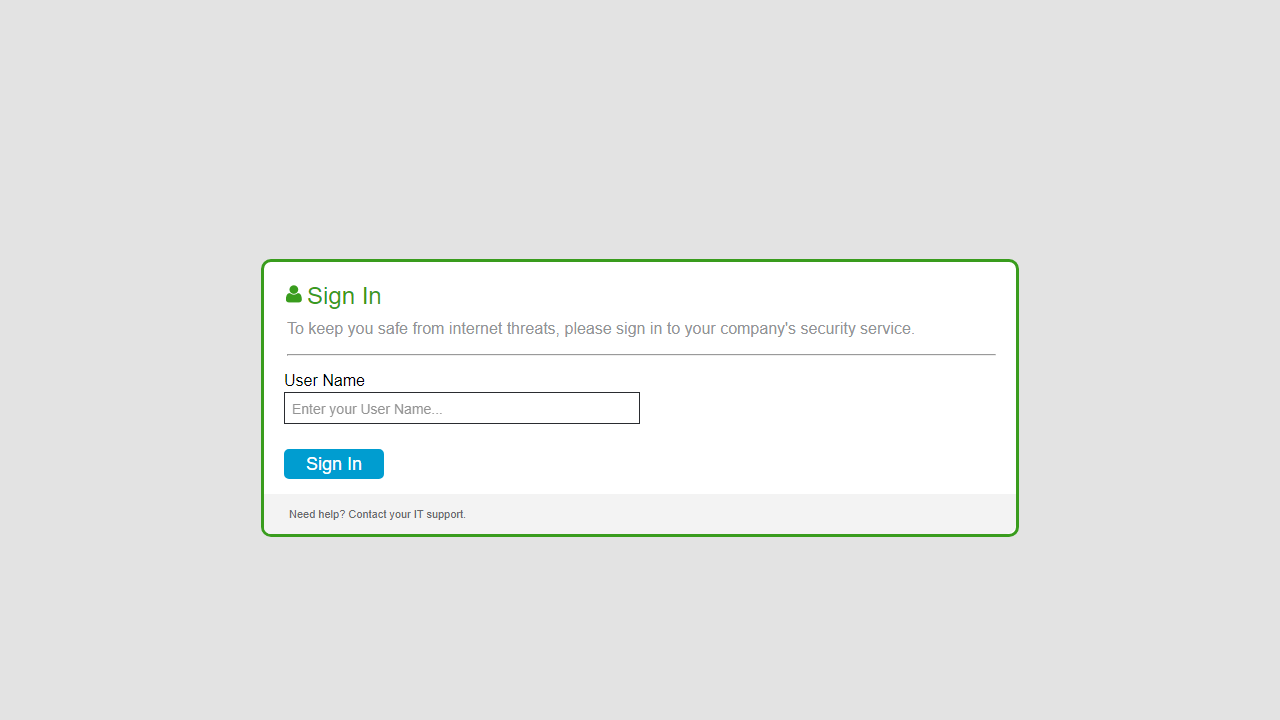 Sign In
To keep you safe from internet threats, please sign in to your company's security service.
User Name
Enter your User Name...
Sign In
Need help? Contact your IT support.